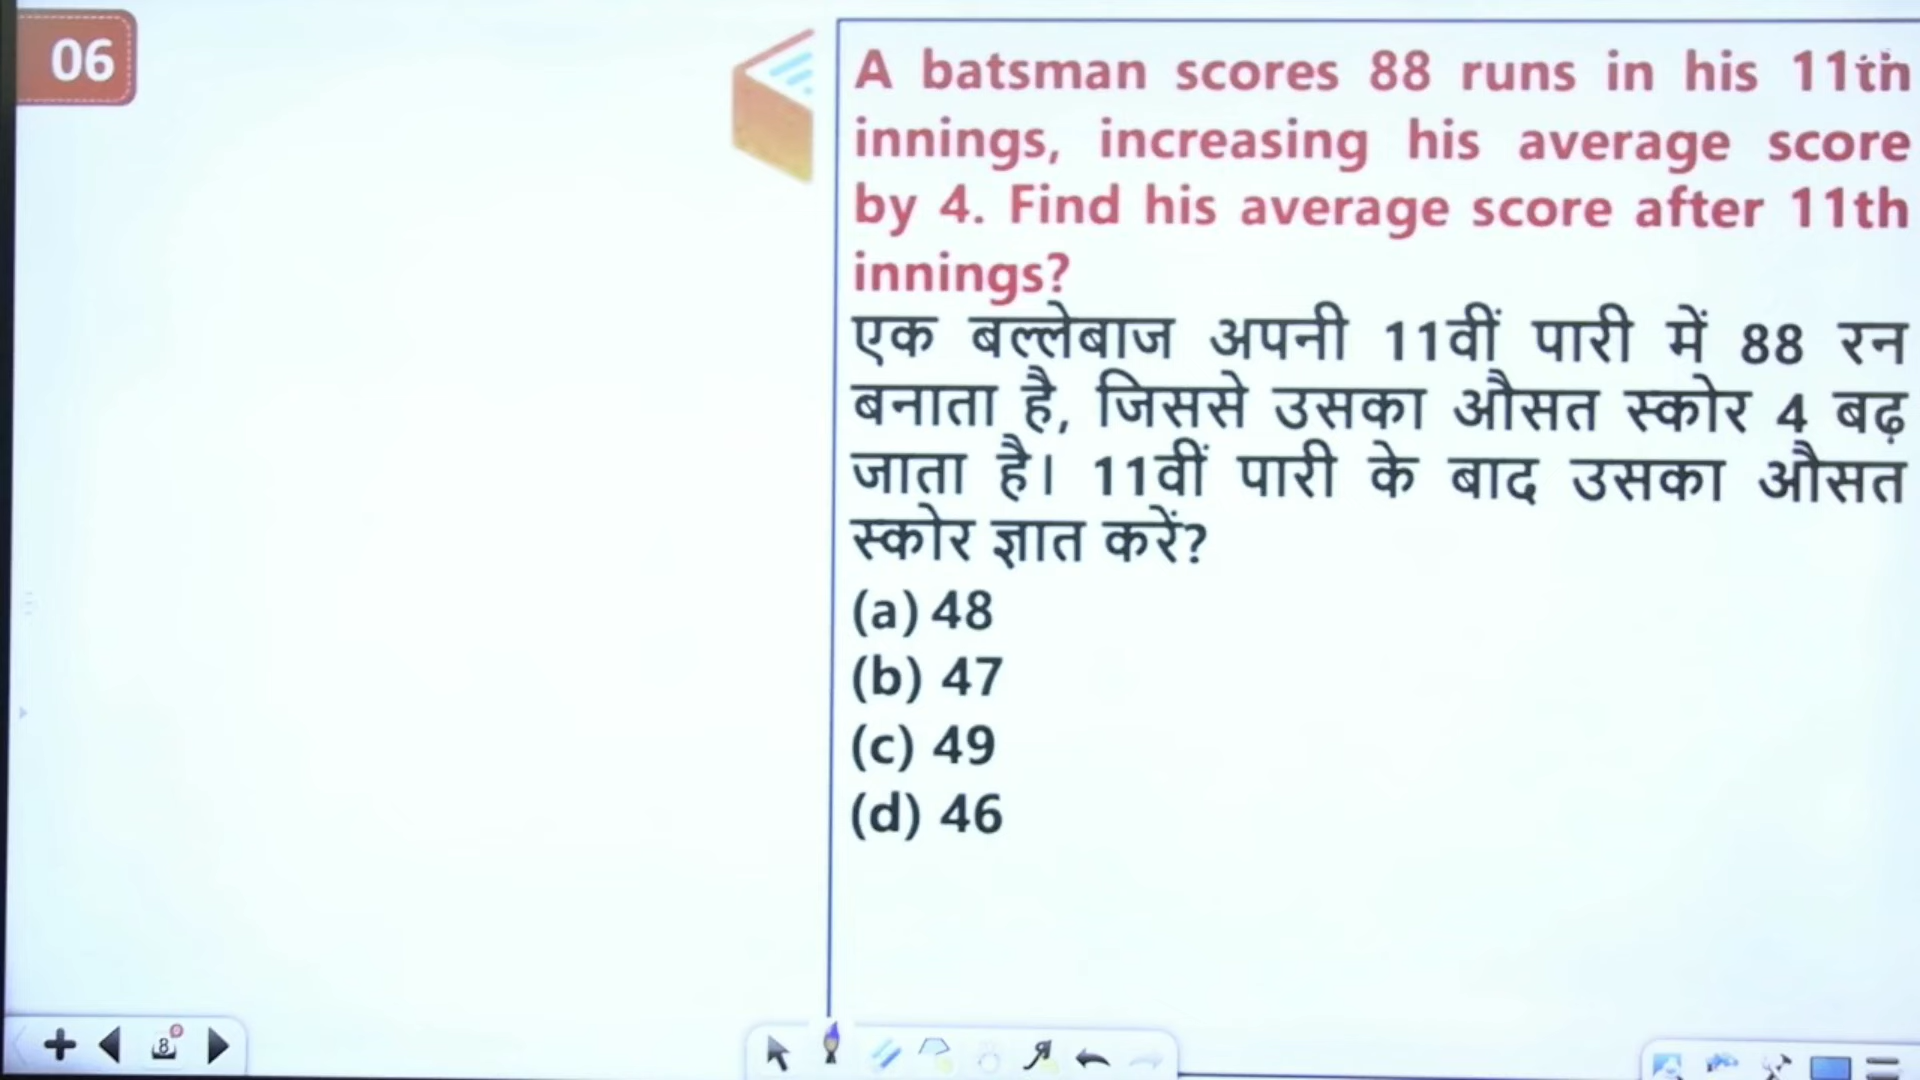 06
A batsman scores 88 runs in his 11th
innings, increasing his average score
by 4. Find his average score after 11th
innings?
एक बल्लेबाज अपनी 11वीं पारी में 88 रन
बनाता है, जिससे उसका औसत स्कोर 4 बढ़
जाता है। 11वीं पारी के बाद उसका औसत
स्कोर ज्ञात करें?
(a) 48
(b) 47
(c) 49
(d) 46
8